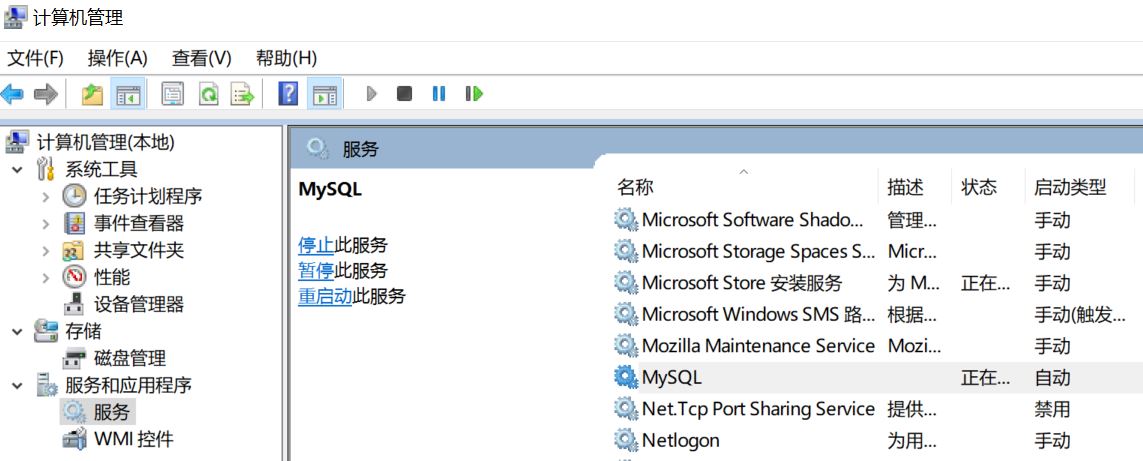 计算机管理
文件(F) 操作(A) 查看(V) 帮助(H)
计算机管理(本地)
系统工具
任务计划程序
事件查看器
共享文件夹
性能
设备管理器
存储
磁盘管理
服务和应用程序
服务
WMI 控件
服务
MySQL
停止此服务
暂停此服务
重启动此服务
名称 描述 状态 启动类型
Microsoft Software Shado... 管理... 手动
Microsoft Storage Spaces S... Micr... 手动
Microsoft Store 安装服务 为 M... 正在... 手动
Microsoft Windows SMS 路... 根据... 手动(触发...
Mozilla Maintenance Service Mozi... 手动
MySQL 正在... 自动
Net.Tcp Port Sharing Service 提供... 禁用
Netlogon 为用... 手动